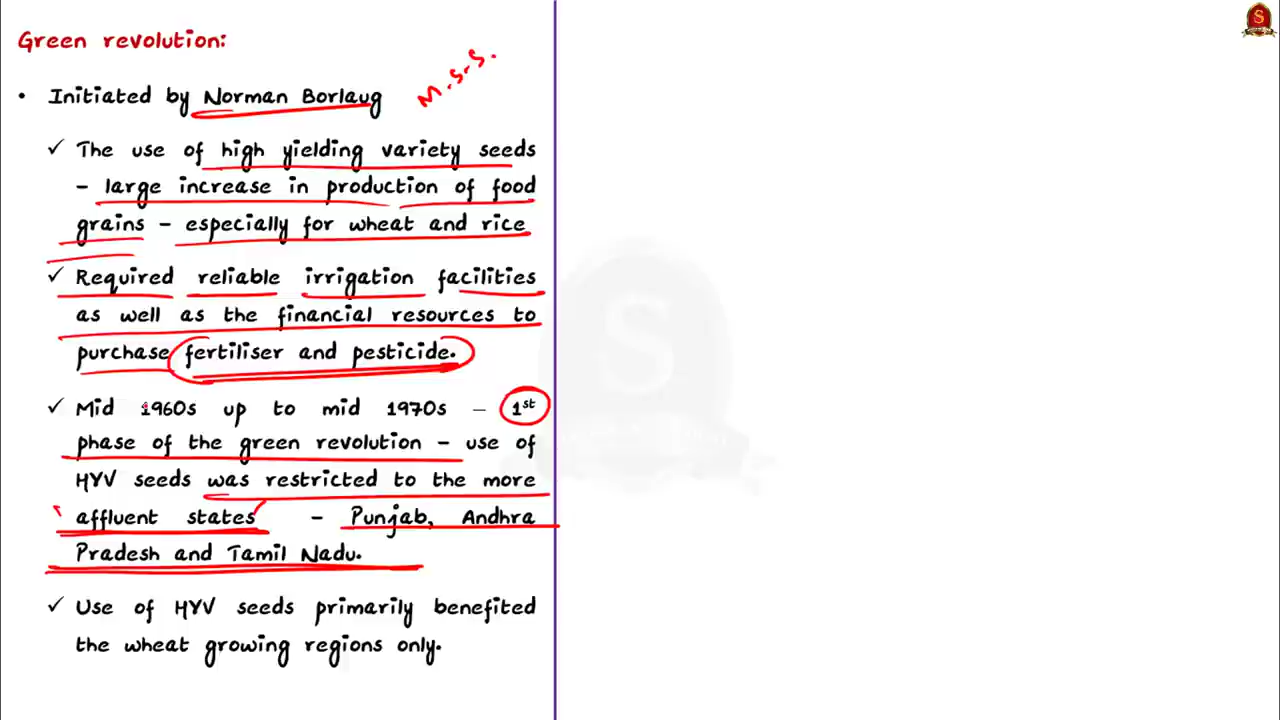 Green revolution:
• Initiated by Norman Borlaug
M.S.S.
✓ The use of high yielding variety seeds
– large increase in production of food
grains – especially for wheat and rice
✓ Required reliable irrigation facilities
as well as the financial resources to
purchase fertiliser and pesticide.
✓ Mid 1960s up to mid 1970s – 1st
phase of the green revolution – use of
HYV seeds was restricted to the more
affluent states – Punjab, Andhra
Pradesh and Tamil Nadu.
✓ Use of HYV seeds primarily benefited
the wheat growing regions only.
S
S